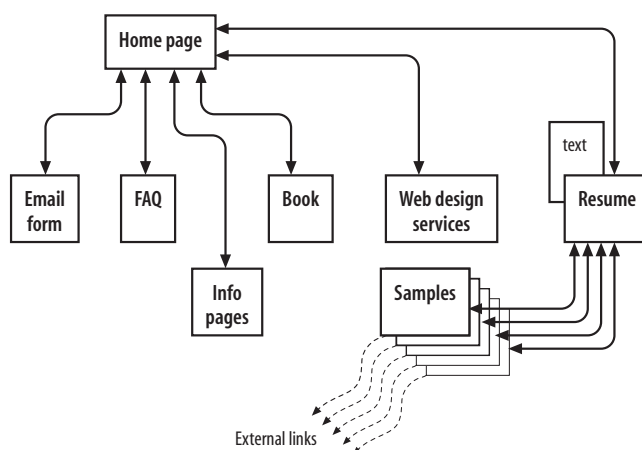 Home page
text
Email
form
FAQ
Book
Web design
services
Resume
Info
pages
Samples
External links